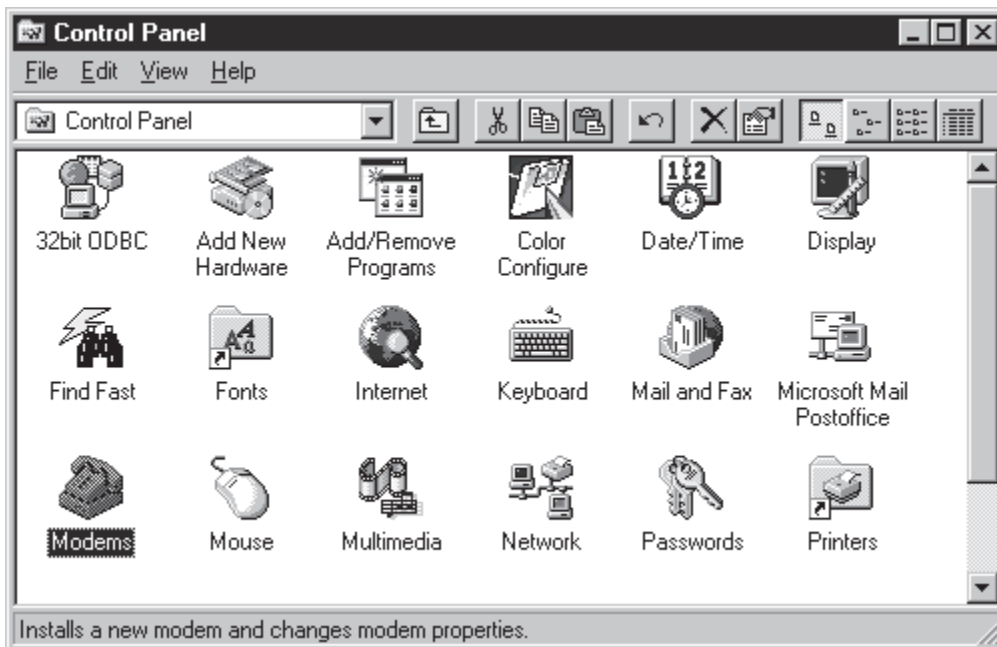 Control Panel
File Edit View Help
Control Panel
32bit ODBC
Add New
Hardware
Add/Remove
Programs
Color
Configure
Date/Time
Display
Find Fast
Fonts
Internet
Keyboard
Mail and Fax
Microsoft Mail
Postoffice
Modems
Mouse
Multimedia
Network
Passwords
Printers
Installs a new modem and changes modem properties.